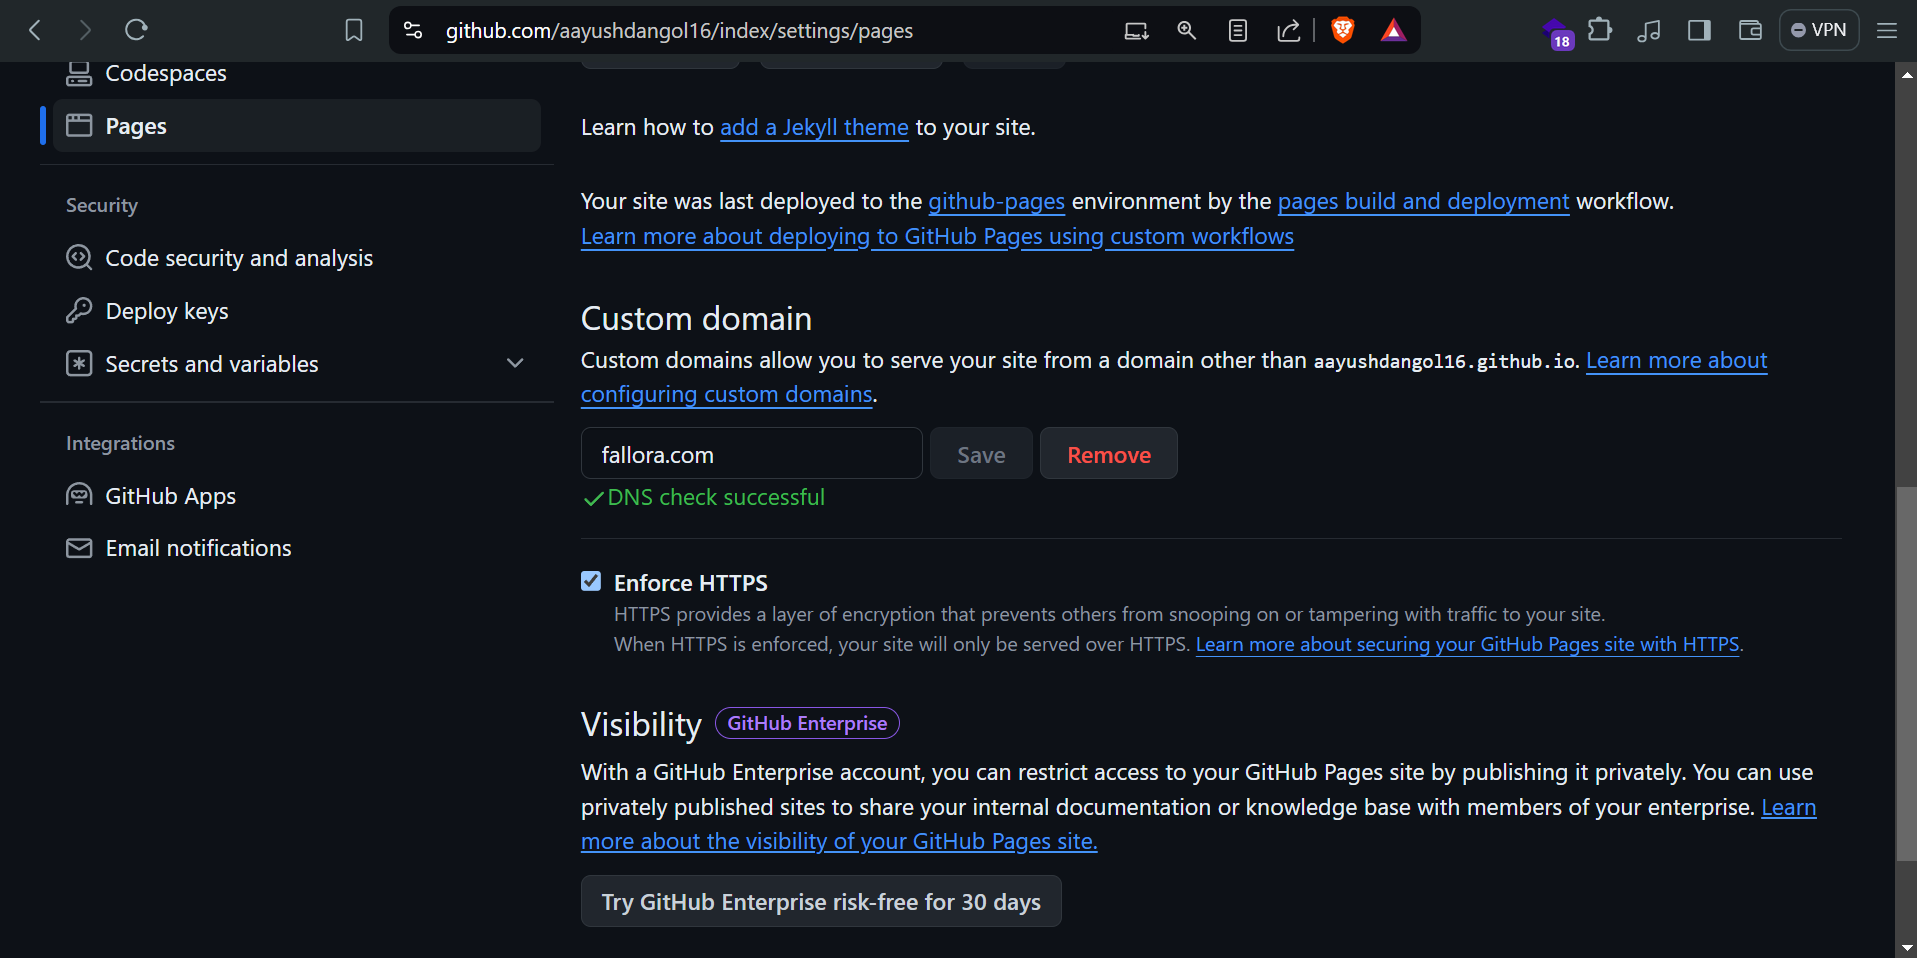 github.com/aayushdangol16/index/settings/pages
18
VPN
Codespaces
Pages
Security
Code security and analysis
Deploy keys
Secrets and variables
Integrations
GitHub Apps
Email notifications
Learn how to add a Jekyll theme to your site.
Your site was last deployed to the github-pages environment by the pages build and deployment workflow.
Learn more about deploying to GitHub Pages using custom workflows
Custom domain
Custom domains allow you to serve your site from a domain other than aayushdangol16.github.io. Learn more about
configuring custom domains.
fallora.com
Save
Remove
DNS check successful
Enforce HTTPS
HTTPS provides a layer of encryption that prevents others from snooping on or tampering with traffic to your site.
When HTTPS is enforced, your site will only be served over HTTPS. Learn more about securing your GitHub Pages site with HTTPS.
Visibility
GitHub Enterprise
With a GitHub Enterprise account, you can restrict access to your GitHub Pages site by publishing it privately. You can use
privately published sites to share your internal documentation or knowledge base with members of your enterprise. Learn
more about the visibility of your GitHub Pages site.
Try GitHub Enterprise risk-free for 30 days